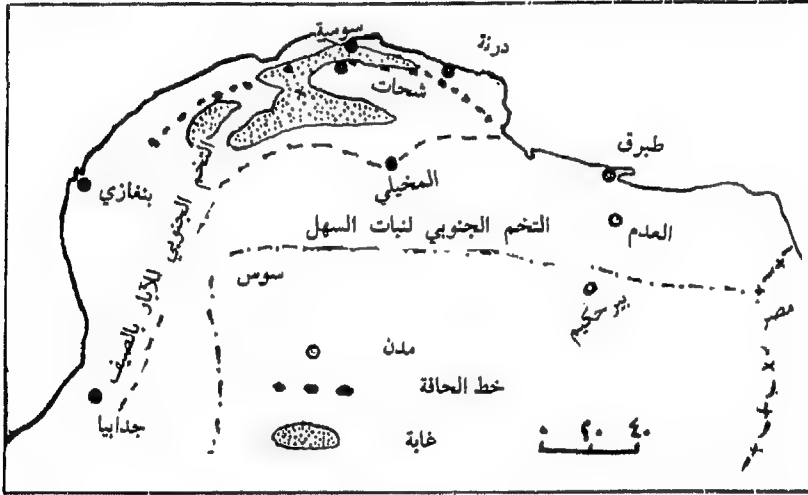 سوسة
درنة
شحات
طبرق
المخيلي
بنغازي
التخم الجنوبي للآبار بالصيف
التخم الجنوبي لنبات السهل
العدم
سوس
بير حكيم
مصر
جدابيا
مدن
خط الحافة
غابة
٠ ٢٠ ٤٠